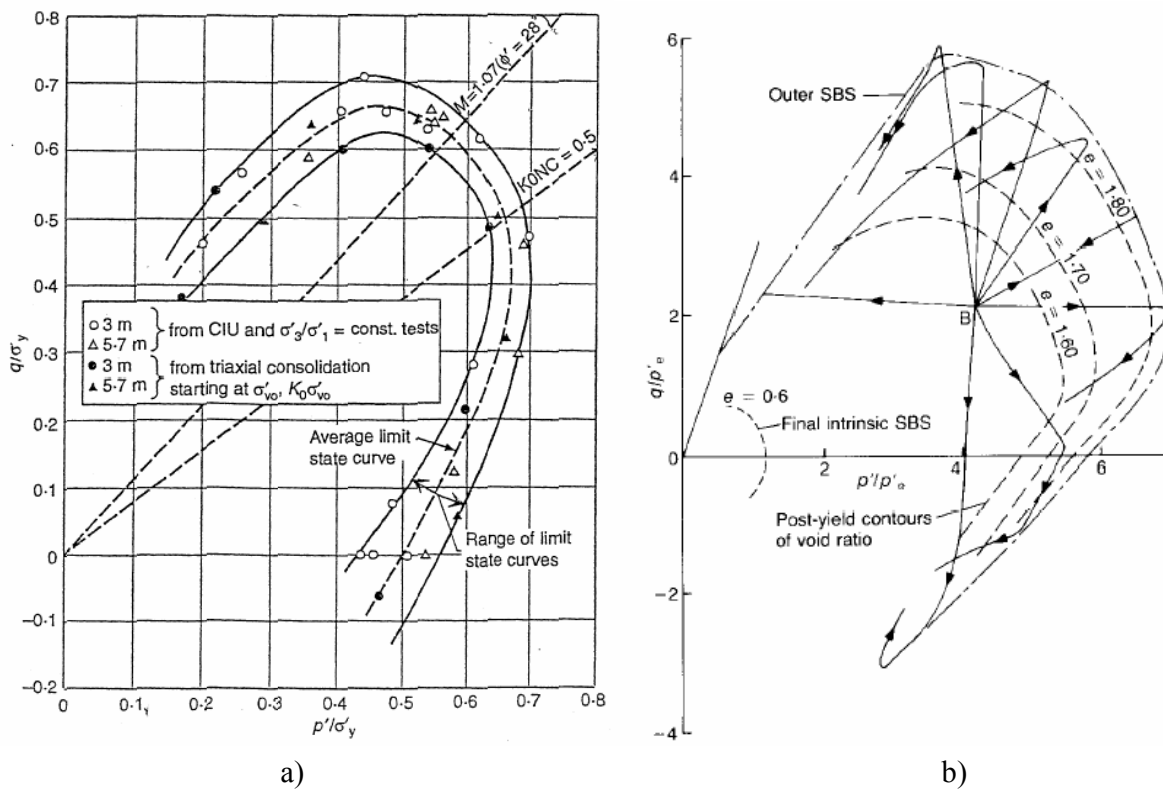 0·8
0·7
0·6
0·5
0·4
0·3
0·2
0·1
0
−0·1
−0·2
q/σ′y
M=1·07(ϕ′ = 28°
K0NC = 0·5
○ 3 m
△ 5·7 m
from CIU and σ′3/σ′1 = const. tests
● 3 m
▲ 5·7 m
from triaxial consolidation
starting at σ′vo, K0σ′vo
Average limit
state curve
Range of limit
state curves
0 0·1 0·2 0·3 0·4 0·5 0·6 0·7 0·8
p′/σ′y
a)
6
4
2
0
−2
−4
q/p′e
Outer SBS
e = 1·80
e = 1·70
e = 1·60
B
e = 0·6
Final intrinsic SBS
2 4 6
p′/p′e
Post-yield contours
of void ratio
b)